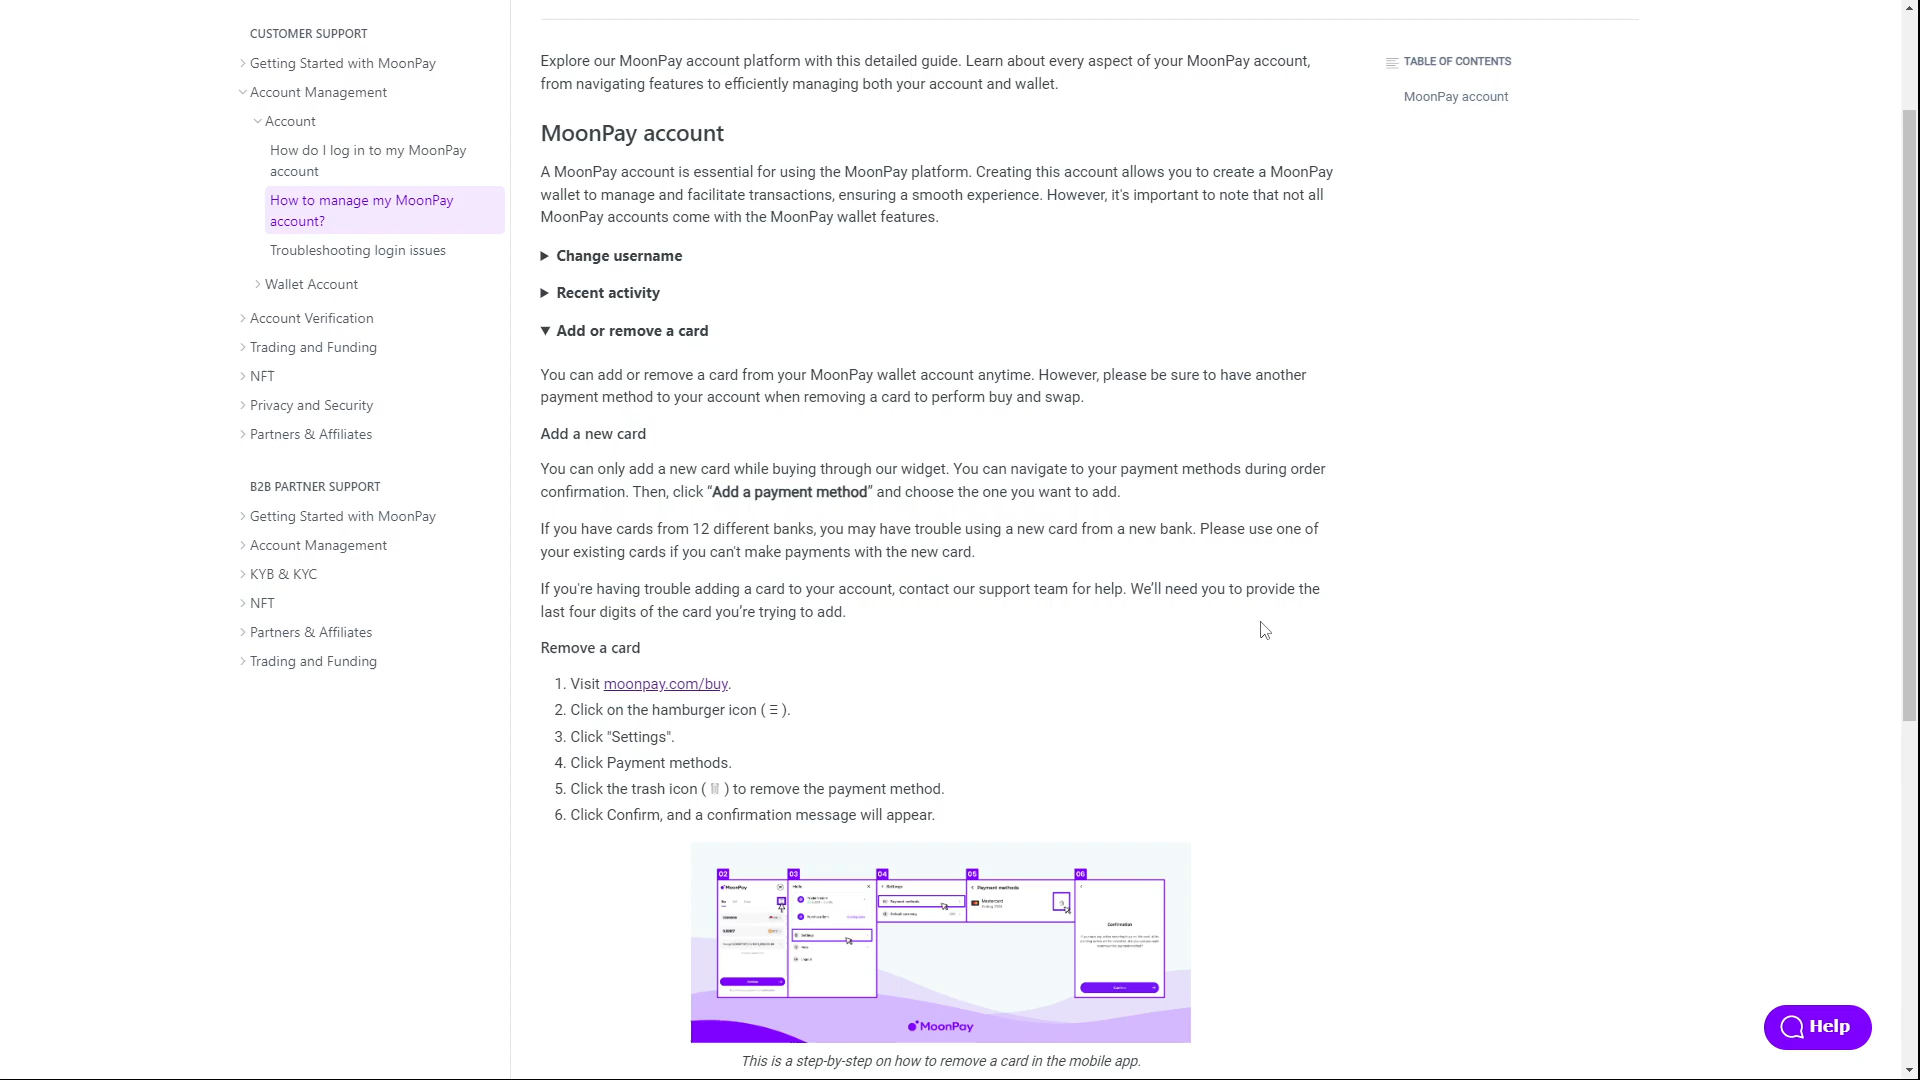 CUSTOMER SUPPORT
Getting Started with MoonPay
Account Management
Account
How do I log in to my MoonPay
account
How to manage my MoonPay
account?
Troubleshooting login issues
Wallet Account
Account Verification
Trading and Funding
NFT
Privacy and Security
Partners & Affiliates
B2B PARTNER SUPPORT
Getting Started with MoonPay
Account Management
KYB & KYC
NFT
Partners & Affiliates
Trading and Funding
Explore our MoonPay account platform with this detailed guide. Learn about every aspect of your MoonPay account,
from navigating features to efficiently managing both your account and wallet.
MoonPay account
A MoonPay account is essential for using the MoonPay platform. Creating this account allows you to create a MoonPay
wallet to manage and facilitate transactions, ensuring a smooth experience. However, it's important to note that not all
MoonPay accounts come with the MoonPay wallet features.
Change username
Recent activity
Add or remove a card
You can add or remove a card from your MoonPay wallet account anytime. However, please be sure to have another
payment method to your account when removing a card to perform buy and swap.
Add a new card
You can only add a new card while buying through our widget. You can navigate to your payment methods during order
confirmation. Then, click “Add a payment method” and choose the one you want to add.
If you have cards from 12 different banks, you may have trouble using a new card from a new bank. Please use one of
your existing cards if you can't make payments with the new card.
If you're having trouble adding a card to your account, contact our support team for help. We’ll need you to provide the
last four digits of the card you’re trying to add.
Remove a card
1. Visit moonpay.com/buy.
2. Click on the hamburger icon ( ☰ ).
3. Click "Settings".
4. Click Payment methods.
5. Click the trash icon ( 🗑 ) to remove the payment method.
6. Click Confirm, and a confirmation message will appear.
02 03 04 05 06
MoonPay
Hello
Settings
Payment methods
Settings
Payment methods
Mastercard
Confirmation
MoonPay
This is a step-by-step on how to remove a card in the mobile app.
TABLE OF CONTENTS
MoonPay account
Help